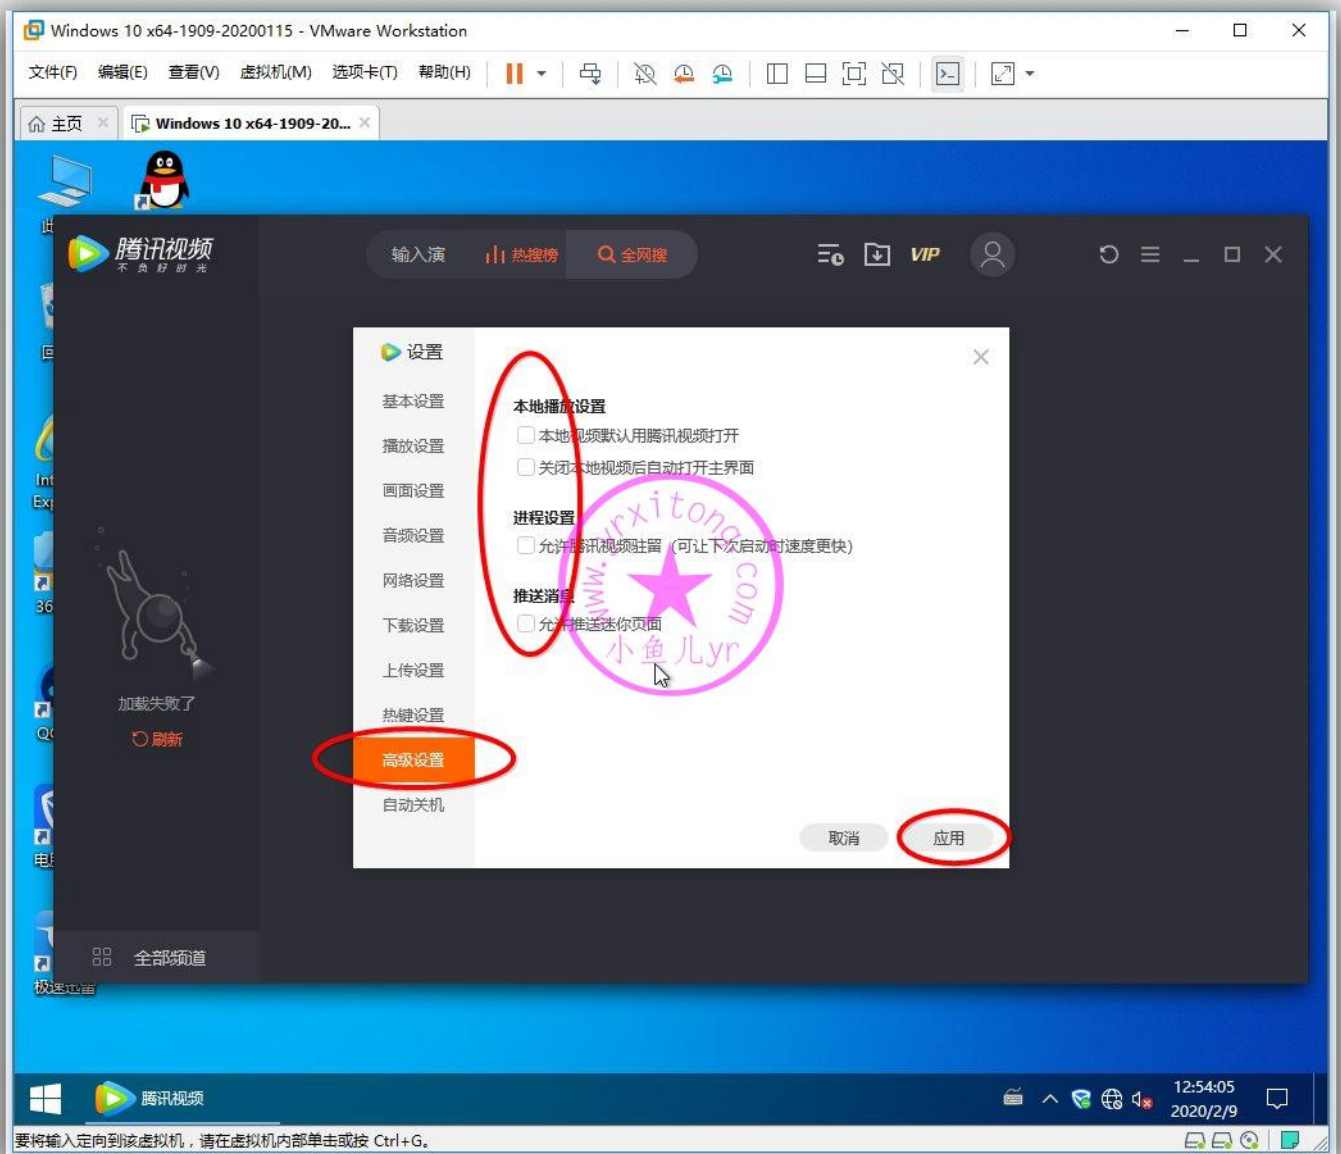 Windows 10 x64-1909-20200115 - VMware Workstation
文件(F) 编辑(E) 查看(V) 虚拟机(M) 选项卡(T) 帮助(H)
主页 Windows 10 x64-1909-20...
腾讯视频
不负好时光
输入演 热搜榜 全网搜 VIP
设置
基本设置
播放设置
画面设置
音频设置
网络设置
下载设置
上传设置
热键设置
高级设置
自动关机
本地播放设置
本地视频默认用腾讯视频打开
关闭本地视频后自动打开主界面
进程设置
允许腾讯视频驻留（可让下次启动时速度更快）
推送消息
允许推送迷你页面
取消 应用
www.yrxitong.com
小鱼儿yr
加载失败了
刷新
全部频道
Int
Exp
36
极速迅雷
腾讯视频
12:54:05
2020/2/9
要将输入定向到该虚拟机，请在虚拟机内部单击或按 Ctrl+G。